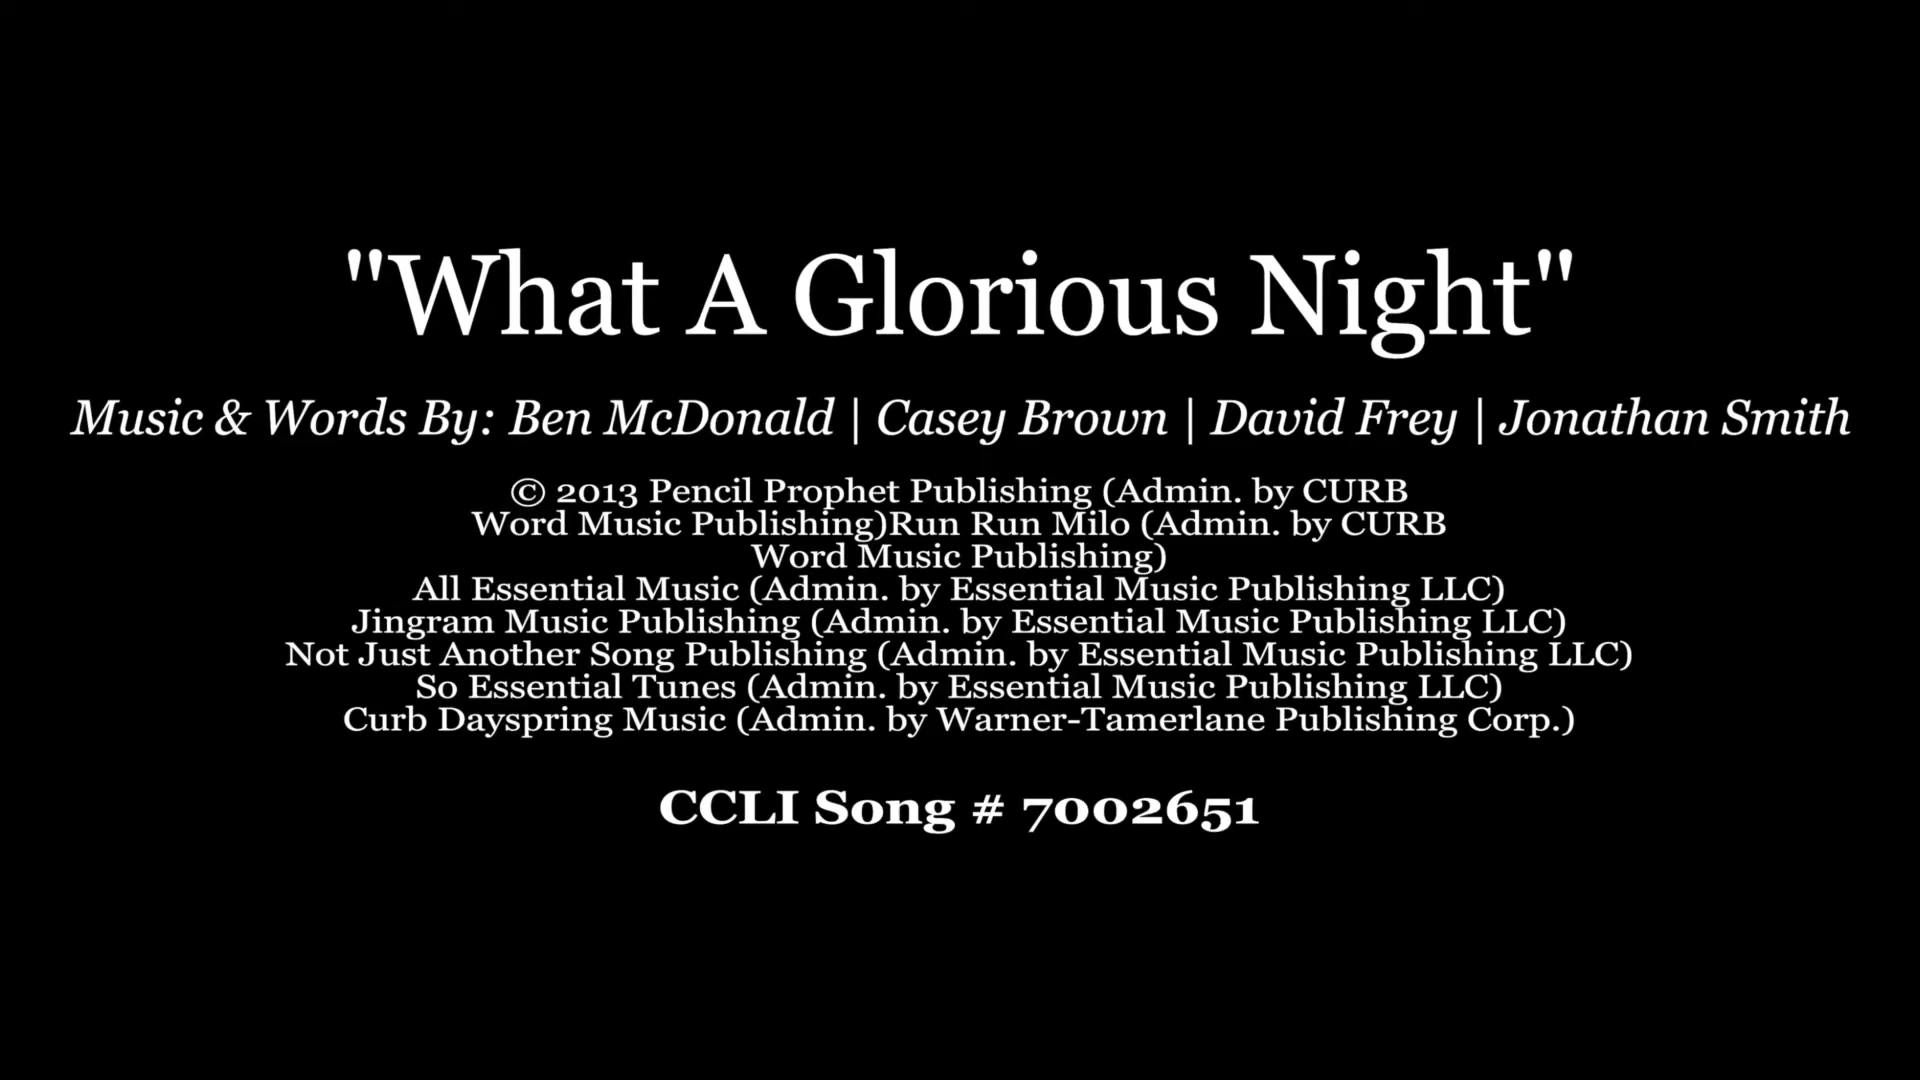 "What A Glorious Night"
Music & Words By: Ben McDonald | Casey Brown | David Frey | Jonathan Smith
© 2013 Pencil Prophet Publishing (Admin. by CURB
Word Music Publishing)Run Run Milo (Admin. by CURB
Word Music Publishing)
All Essential Music (Admin. by Essential Music Publishing LLC)
Jingram Music Publishing (Admin. by Essential Music Publishing LLC)
Not Just Another Song Publishing (Admin. by Essential Music Publishing LLC)
So Essential Tunes (Admin. by Essential Music Publishing LLC)
Curb Dayspring Music (Admin. by Warner-Tamerlane Publishing Corp.)
CCLI Song # 7002651